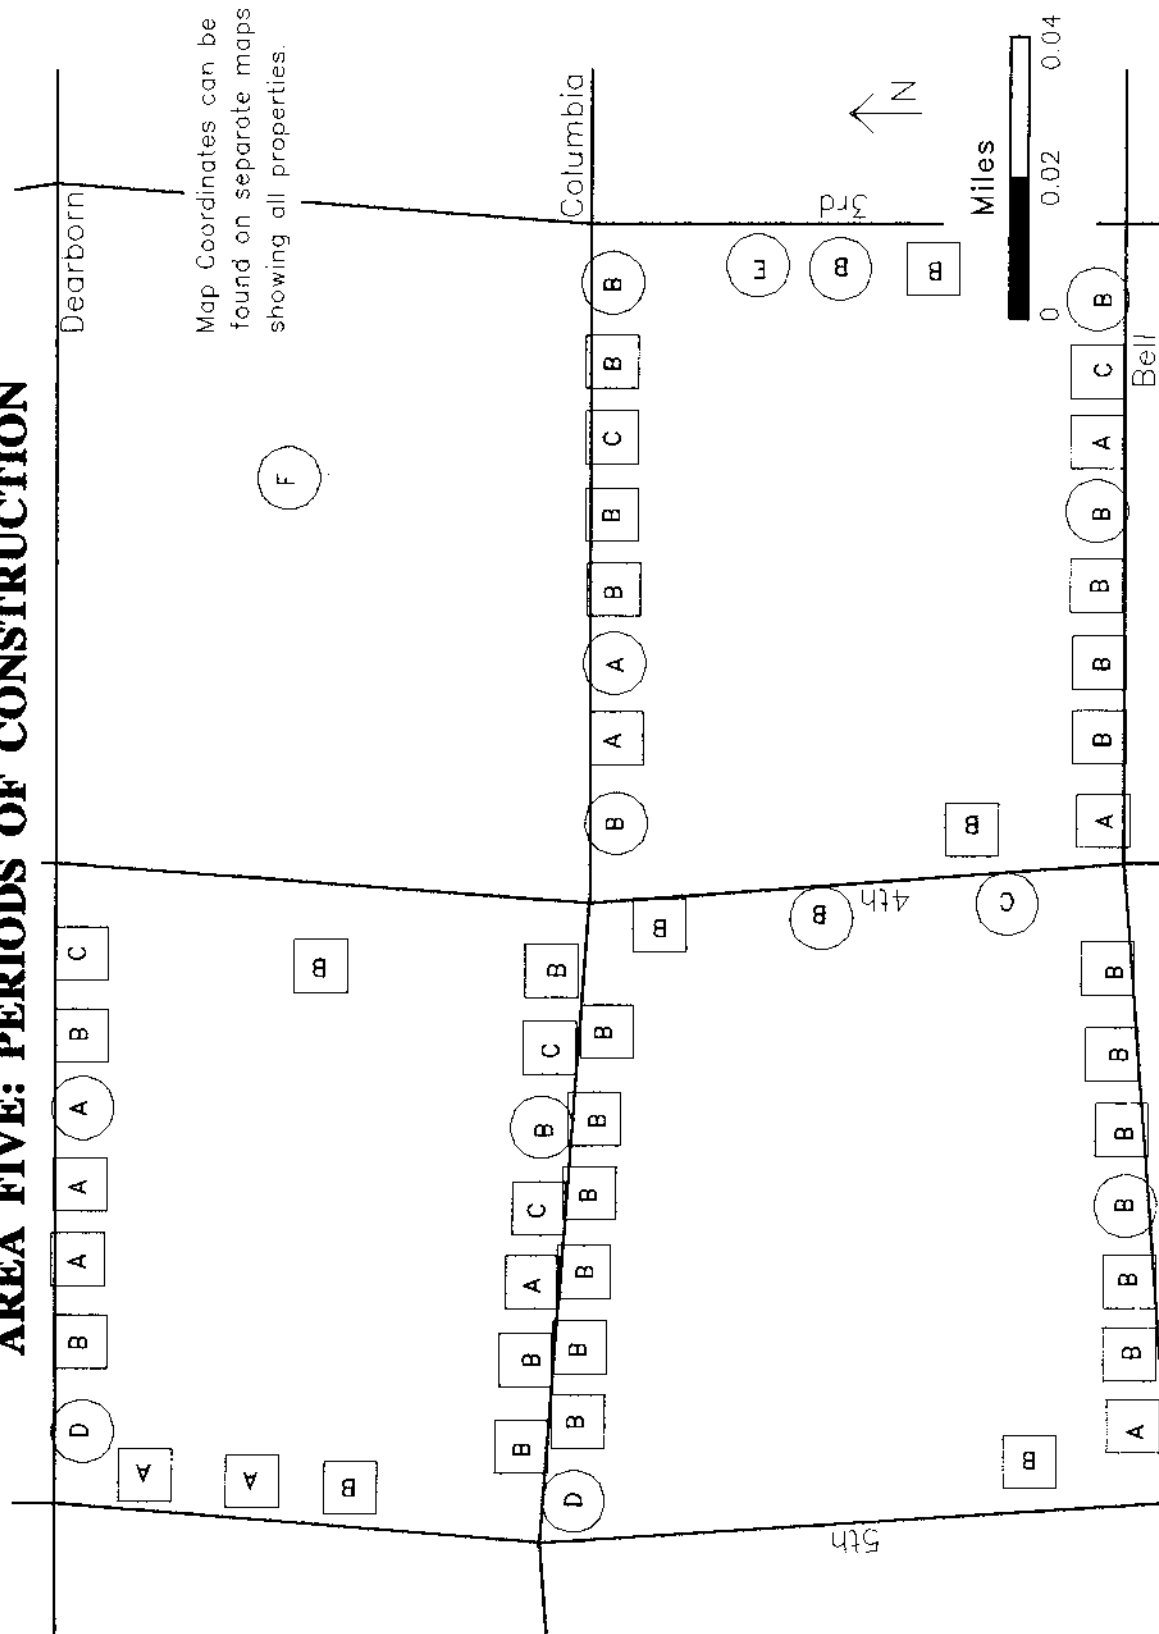 AREA FIVE: PERIODS OF CONSTRUCTION
D B A A A B C Dearborn
A
Map Coordinates can be
found on separate maps
showing all properties.
A
F
B
B
B B A C B C B Columbia
D B B B B B B
B A A B B C B B
B
E
B
B
3rd
4th
5th
N
B
B
C
B
Miles
0 0.02 0.04
A B B B B B B
A B B B B A C B
Bell